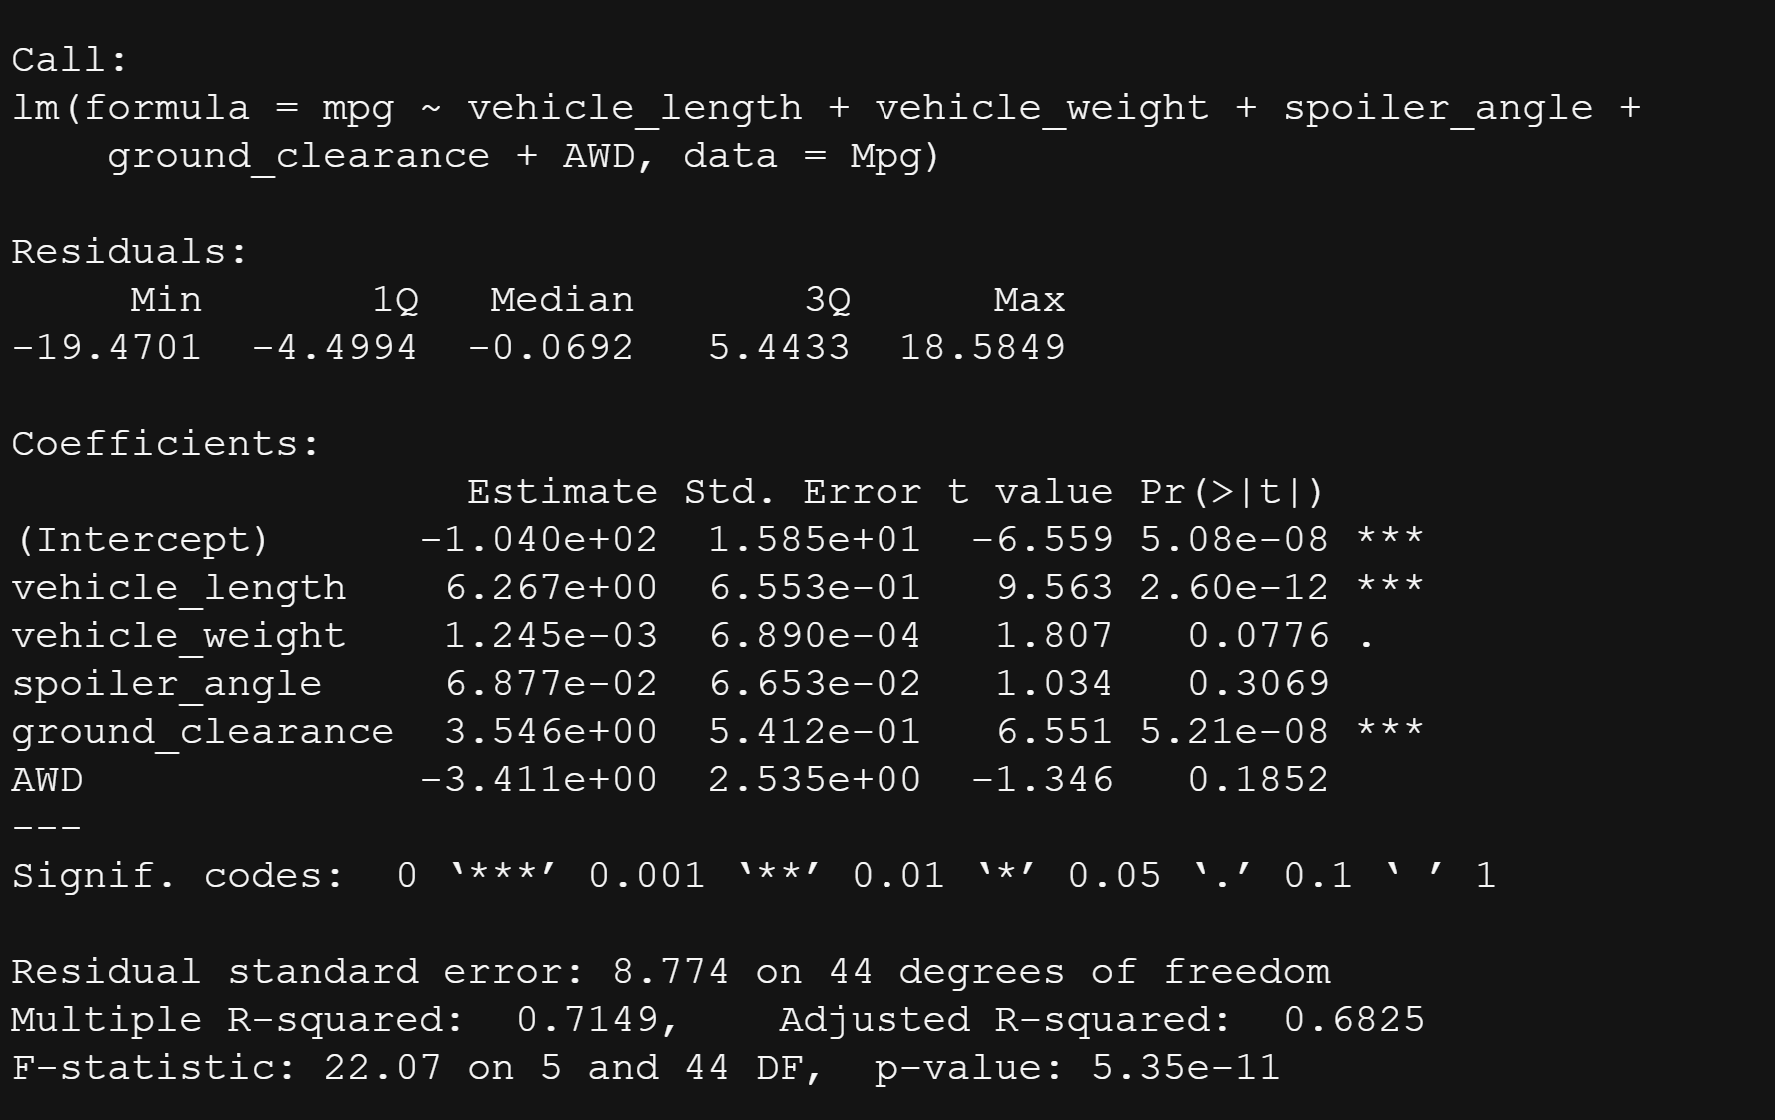 Call:
lm(formula = mpg ~ vehicle_length + vehicle_weight + spoiler_angle +
    ground_clearance + AWD, data = Mpg)

Residuals:
     Min       1Q   Median       3Q      Max
-19.4701  -4.4994  -0.0692   5.4433  18.5849

Coefficients:
                   Estimate Std. Error t value Pr(>|t|)
(Intercept)      -1.040e+02  1.585e+01  -6.559 5.08e-08 ***
vehicle_length    6.267e+00  6.553e-01   9.563 2.60e-12 ***
vehicle_weight    1.245e-03  6.890e-04   1.807   0.0776 .
spoiler_angle     6.877e-02  6.653e-02   1.034   0.3069
ground_clearance  3.546e+00  5.412e-01   6.551 5.21e-08 ***
AWD              -3.411e+00  2.535e+00  -1.346   0.1852
---
Signif. codes:  0 ‘***’ 0.001 ‘**’ 0.01 ‘*’ 0.05 ‘.’ 0.1 ‘ ’ 1

Residual standard error: 8.774 on 44 degrees of freedom
Multiple R-squared:  0.7149,    Adjusted R-squared:  0.6825
F-statistic: 22.07 on 5 and 44 DF,  p-value: 5.35e-11